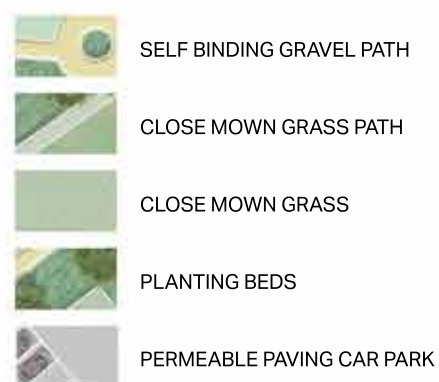 SELF BINDING GRAVEL PATH
CLOSE MOWN GRASS PATH
CLOSE MOWN GRASS
PLANTING BEDS
PERMEABLE PAVING CAR PARK